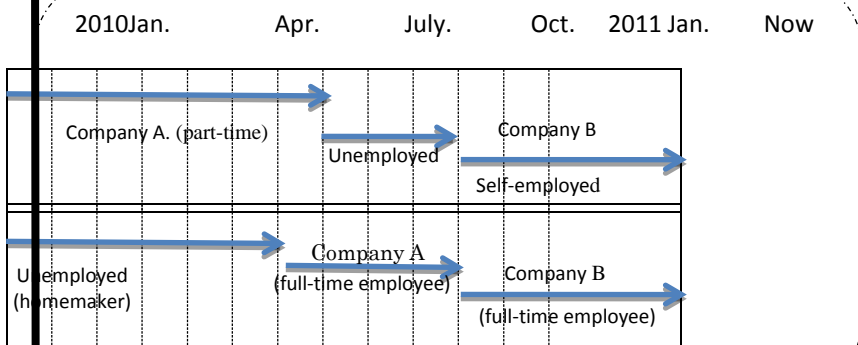 2010Jan. Apr. July. Oct. 2011 Jan. Now
Company A. (part-time)
Unemployed
Company B
Self-employed
Unemployed
(homemaker)
Company A
(full-time employee)
Company B
(full-time employee)